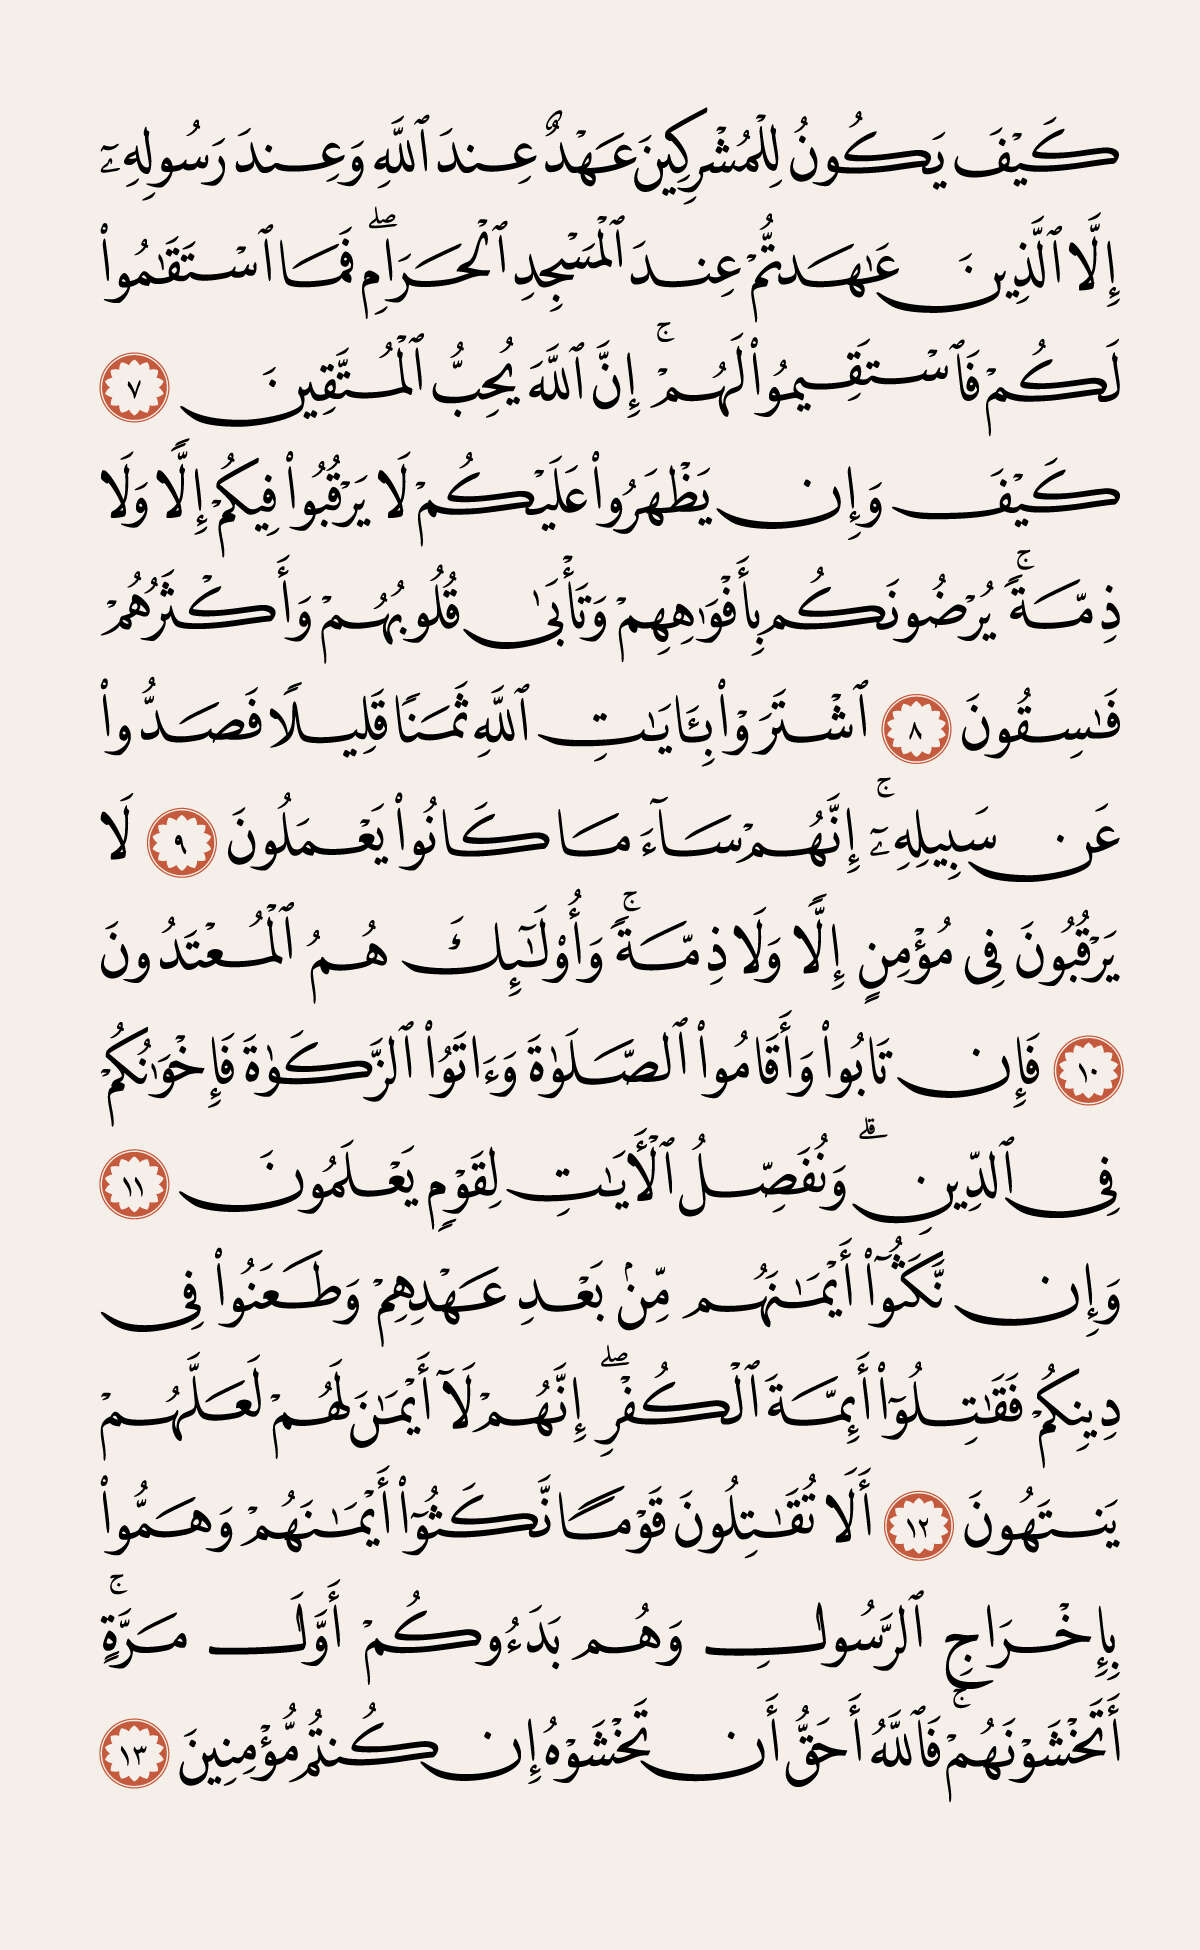 كَيْفَ يَكُونُ لِلْمُشْرِكِينَ عَهْدٌ عِندَ ٱللَّهِ وَعِندَ رَسُولِهِۦٓ
إِلَّا ٱلَّذِينَ عَٰهَدتُّمْ عِندَ ٱلْمَسْجِدِ ٱلْحَرَامِۖ فَمَا ٱسْتَقَٰمُوا۟
لَكُمْ فَٱسْتَقِيمُوا۟ لَهُمْۚ إِنَّ ٱللَّهَ يُحِبُّ ٱلْمُتَّقِينَ ٧
كَيْفَ وَإِن يَظْهَرُوا۟ عَلَيْكُمْ لَا يَرْقُبُوا۟ فِيكُمْ إِلًّا وَلَا
ذِمَّةًۚ يُرْضُونَكُم بِأَفْوَٰهِهِمْ وَتَأْبَىٰ قُلُوبُهُمْ وَأَكْثَرُهُمْ
فَٰسِقُونَ ٨ ٱشْتَرَوْا۟ بِـَٔايَٰتِ ٱللَّهِ ثَمَنًا قَلِيلًا فَصَدُّوا۟
عَن سَبِيلِهِۦٓۚ إِنَّهُمْ سَآءَ مَا كَانُوا۟ يَعْمَلُونَ ٩ لَا
يَرْقُبُونَ فِى مُؤْمِنٍ إِلًّا وَلَا ذِمَّةًۚ وَأُو۟لَٰٓئِكَ هُمُ ٱلْمُعْتَدُونَ
١٠ فَإِن تَابُوا۟ وَأَقَامُوا۟ ٱلصَّلَوٰةَ وَءَاتَوُا۟ ٱلزَّكَوٰةَ فَإِخْوَٰنُكُمْ
فِى ٱلدِّينِۗ وَنُفَصِّلُ ٱلْأَيَٰتِ لِقَوْمٍ يَعْلَمُونَ ١١
وَإِن نَّكَثُوٓا۟ أَيْمَٰنَهُم مِّنۢ بَعْدِ عَهْدِهِمْ وَطَعَنُوا۟ فِى
دِينِكُمْ فَقَٰتِلُوٓا۟ أَئِمَّةَ ٱلْكُفْرِۖ إِنَّهُمْ لَآ أَيْمَٰنَ لَهُمْ لَعَلَّهُمْ
يَنتَهُونَ ١٢ أَلَا تُقَٰتِلُونَ قَوْمًا نَّكَثُوٓا۟ أَيْمَٰنَهُمْ وَهَمُّوا۟
بِإِخْرَاجِ ٱلرَّسُولِ وَهُم بَدَءُوكُمْ أَوَّلَ مَرَّةٍۚ
أَتَخْشَوْنَهُمْۚ فَٱللَّهُ أَحَقُّ أَن تَخْشَوْهُ إِن كُنتُم مُّؤْمِنِينَ ١٣